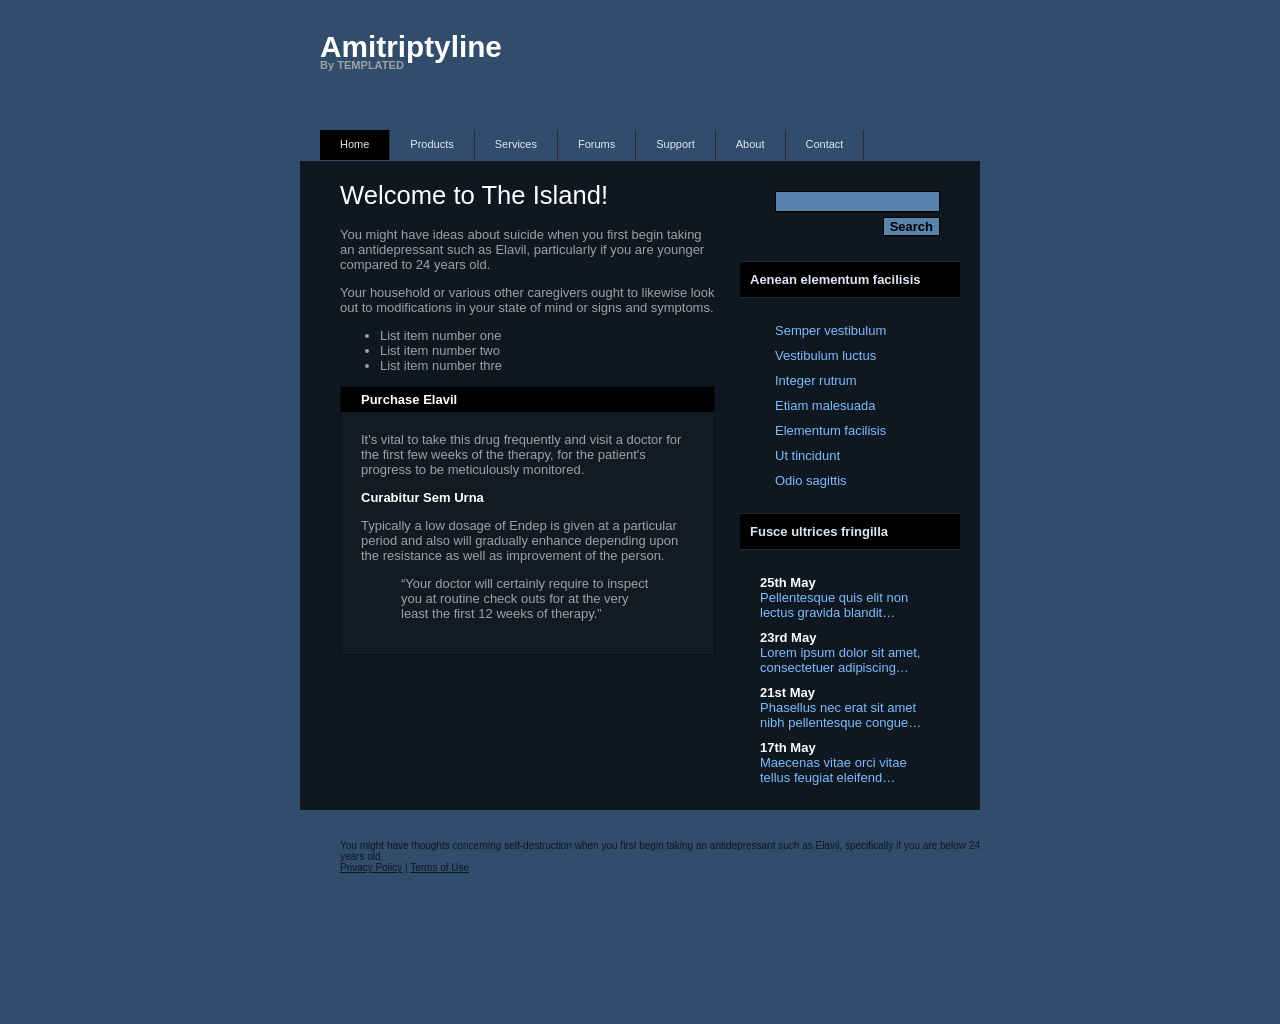 Amitriptyline
By TEMPLATED
Home Products Services Forums Support About Contact
Welcome to The Island!
You might have ideas about suicide when you first begin taking
an antidepressant such as Elavil, particularly if you are younger
compared to 24 years old.
Your household or various other caregivers ought to likewise look
out to modifications in your state of mind or signs and symptoms.
• List item number one
• List item number two
• List item number thre
Purchase Elavil
It's vital to take this drug frequently and visit a doctor for
the first few weeks of the therapy, for the patient's
progress to be meticulously monitored.
Curabitur Sem Urna
Typically a low dosage of Endep is given at a particular
period and also will gradually enhance depending upon
the resistance as well as improvement of the person.
“Your doctor will certainly require to inspect
you at routine check outs for at the very
least the first 12 weeks of therapy.”
Search
Aenean elementum facilisis
Semper vestibulum
Vestibulum luctus
Integer rutrum
Etiam malesuada
Elementum facilisis
Ut tincidunt
Odio sagittis
Fusce ultrices fringilla
25th May
Pellentesque quis elit non
lectus gravida blandit…
23rd May
Lorem ipsum dolor sit amet,
consectetuer adipiscing…
21st May
Phasellus nec erat sit amet
nibh pellentesque congue…
17th May
Maecenas vitae orci vitae
tellus feugiat eleifend…
You might have thoughts concerning self-destruction when you first begin taking an antidepressant such as Elavil, specifically if you are below 24
years old.
Privacy Policy | Terms of Use